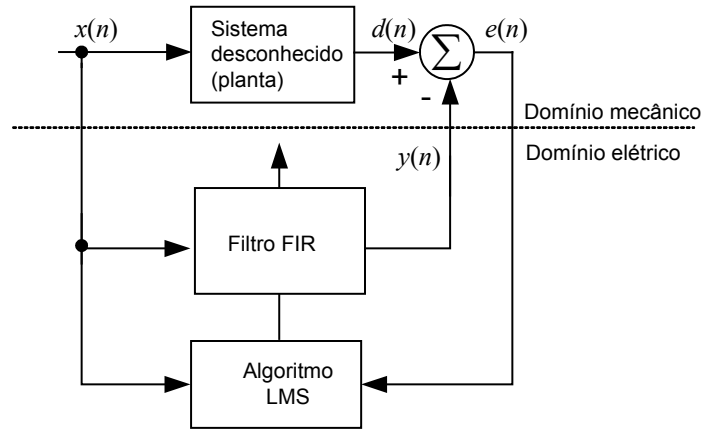 x(n)
Sistema
desconhecido
(planta)
d(n)
Σ
e(n)
+
-
Domínio mecânico
Domínio elétrico
y(n)
Filtro FIR
Algoritmo
LMS